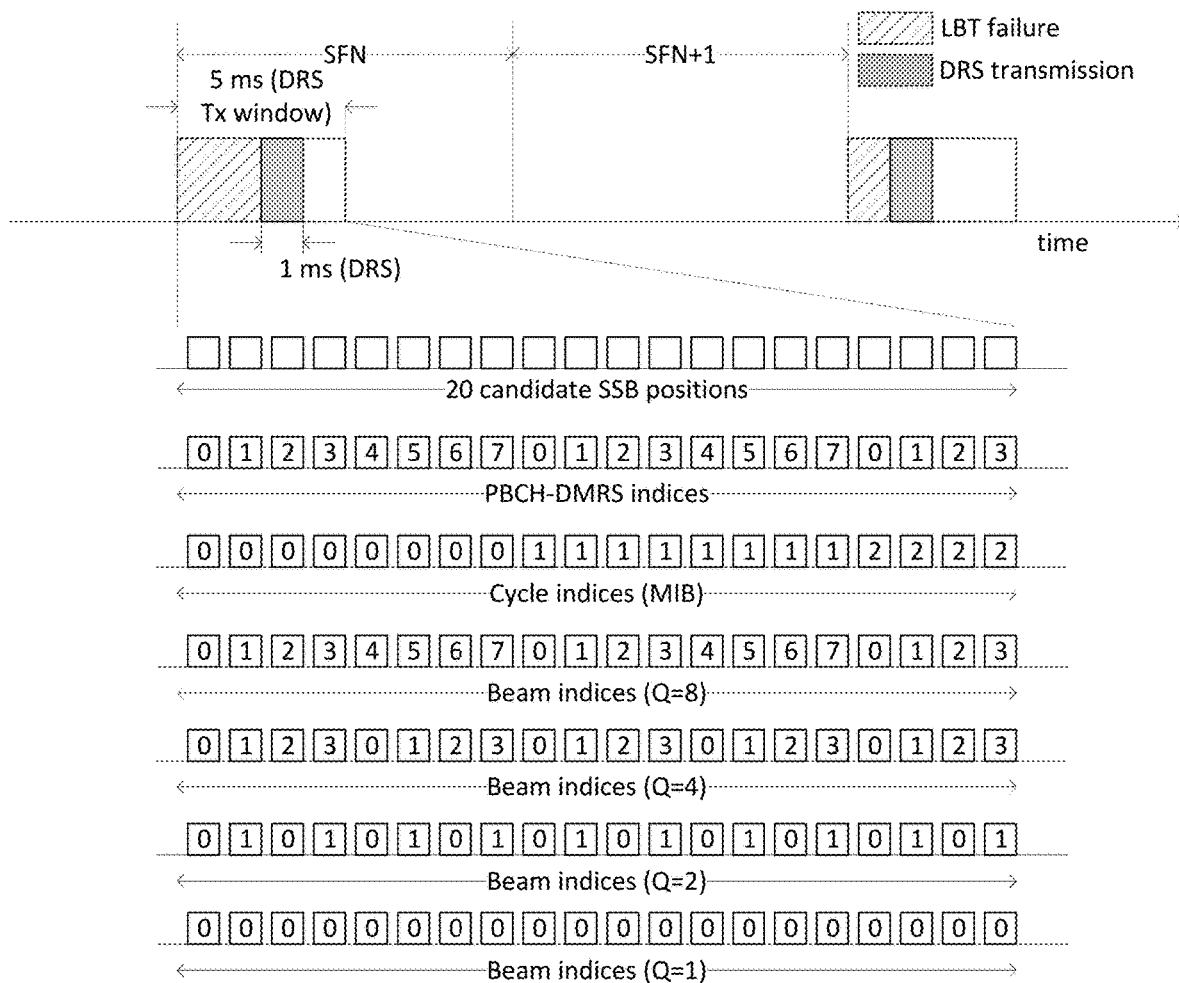 LBT failure
SFN
SFN+1
DRS transmission
5 ms (DRS
Tx window)
time
1 ms (DRS)
20 candidate SSB positions
0 1 2 3 4 5 6 7 0 1 2 3 4 5 6 7 0 1 2 3
PBCH-DMRS indices
0 0 0 0 0 0 0 0 1 1 1 1 1 1 1 1 2 2 2 2
Cycle indices (MIB)
0 1 2 3 4 5 6 7 0 1 2 3 4 5 6 7 0 1 2 3
Beam indices (Q=8)
0 1 2 3 0 1 2 3 0 1 2 3 0 1 2 3 0 1 2 3
Beam indices (Q=4)
0 1 0 1 0 1 0 1 0 1 0 1 0 1 0 1 0 1 0 1
Beam indices (Q=2)
0 0 0 0 0 0 0 0 0 0 0 0 0 0 0 0 0 0 0 0
Beam indices (Q=1)